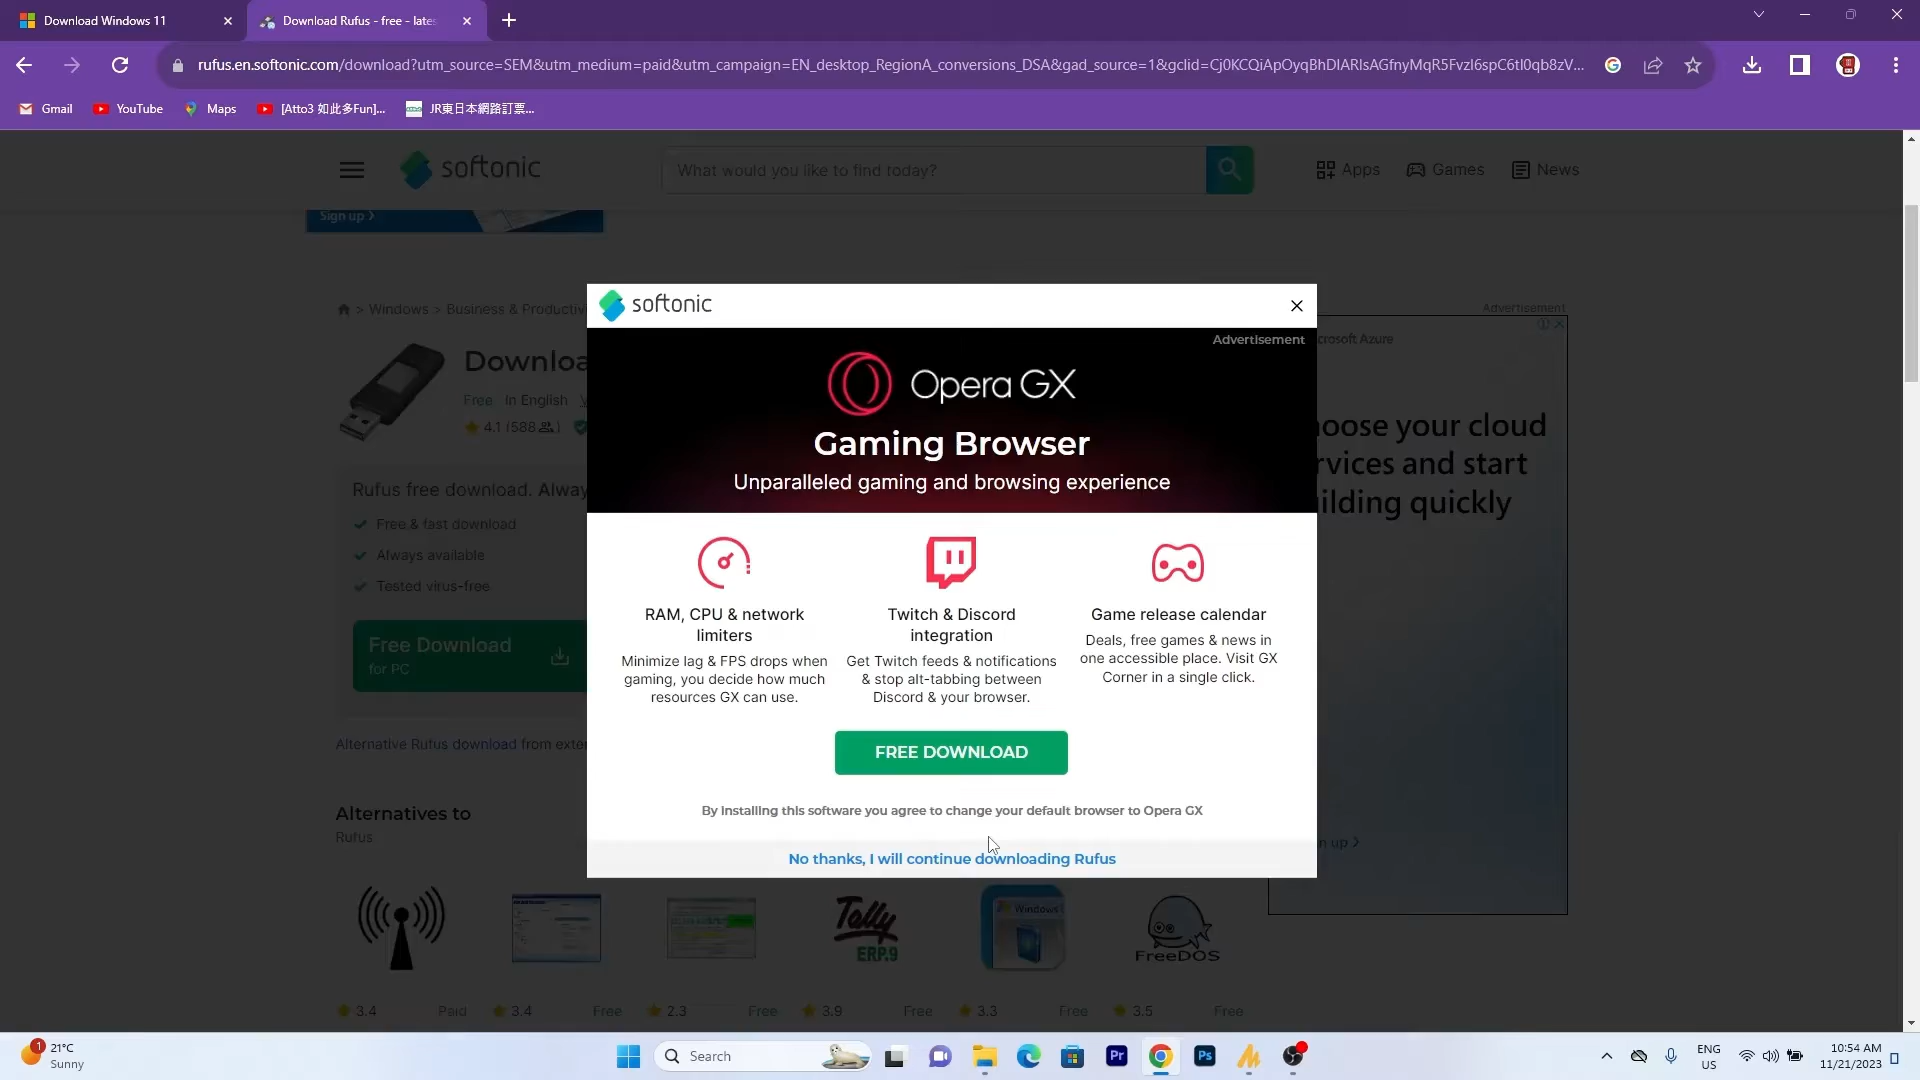 Download Windows 11
Download Rufus - free - lates
rufus.en.softonic.com/download?utm_source=SEM&utm_medium=paid&utm_campaign=EN_desktop_RegionA_conversions_DSA&gad_source=1&gclid=Cj0KCQiApOyqBhDIARIsAGfnyMqR5FvzI6spC6tI0qb8zV...
Gmail
YouTube
Maps
[Atto3 如此多Fun]...
JR東日本網路訂票...
softonic
What would you like to find today?
Apps
Games
News
Sign up >
> Windows > Business & Productivi
Advertisement
softonic
Advertisement
crosoft Azure
Opera GX
Downloa
Free
In English
4.1 (588
Gaming Browser
Unparalleled gaming and browsing experience
oose your cloud
rvices and start
ilding quickly
Rufus free download. Alway
Free & fast download
Always available
Tested virus-free
Free Download
for PC
RAM, CPU & network
limiters
Minimize lag & FPS drops when
gaming, you decide how much
resources GX can use.
Twitch & Discord
integration
Get Twitch feeds & notifications
& stop alt-tabbing between
Discord & your browser.
Game release calendar
Deals, free games & news in
one accessible place. Visit GX
Corner in a single click.
Alternative Rufus download from exter
FREE DOWNLOAD
By installing this software you agree to change your default browser to Opera GX
Alternatives to
Rufus
n up >
No thanks, I will continue downloading Rufus
Tally
ERP.9
Windows
FreeDOS
3.4
Paid
3.4
Free
2.3
Free
3.9
Free
3.3
Free
3.5
Free
1
21°C
Sunny
Search
Pr
Ps
ENG
US
10:54 AM
11/21/2023